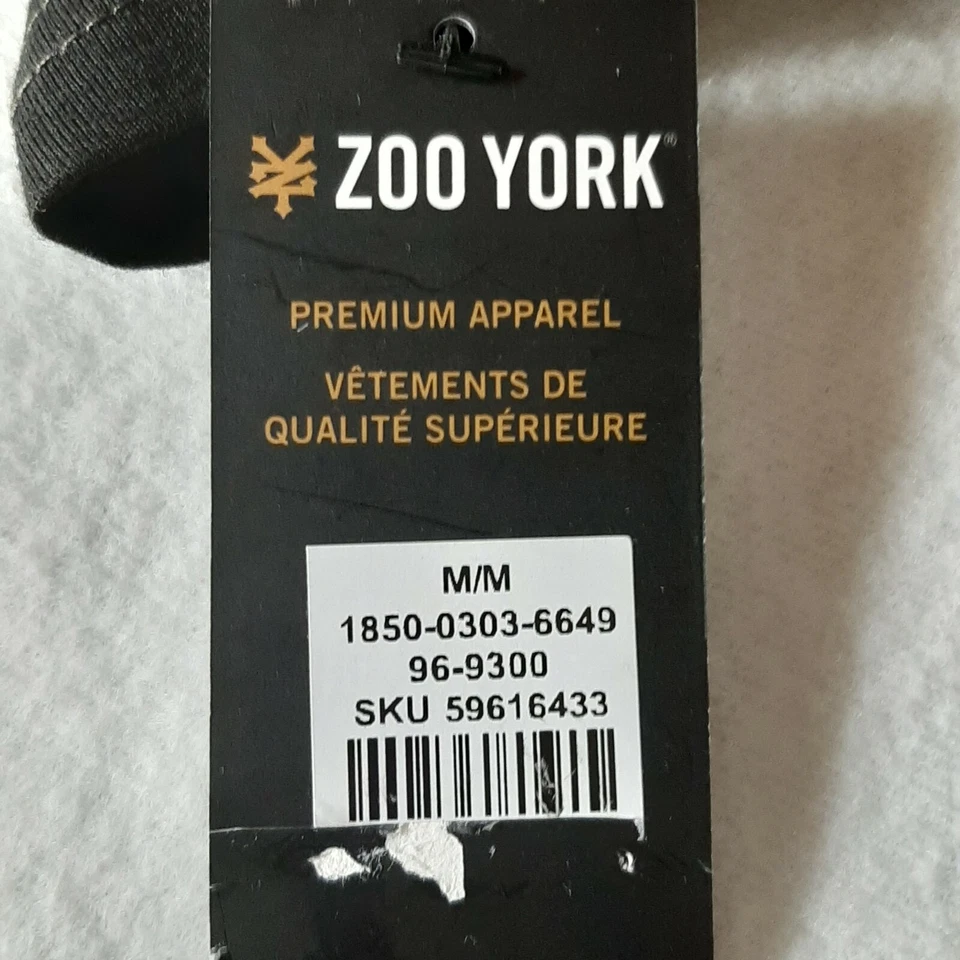 ZOO YORK®
PREMIUM APPAREL
VÊTEMENTS DE
QUALITÉ SUPÉRIEURE
M/M
1850-0303-6649
96-9300
SKU 59616433